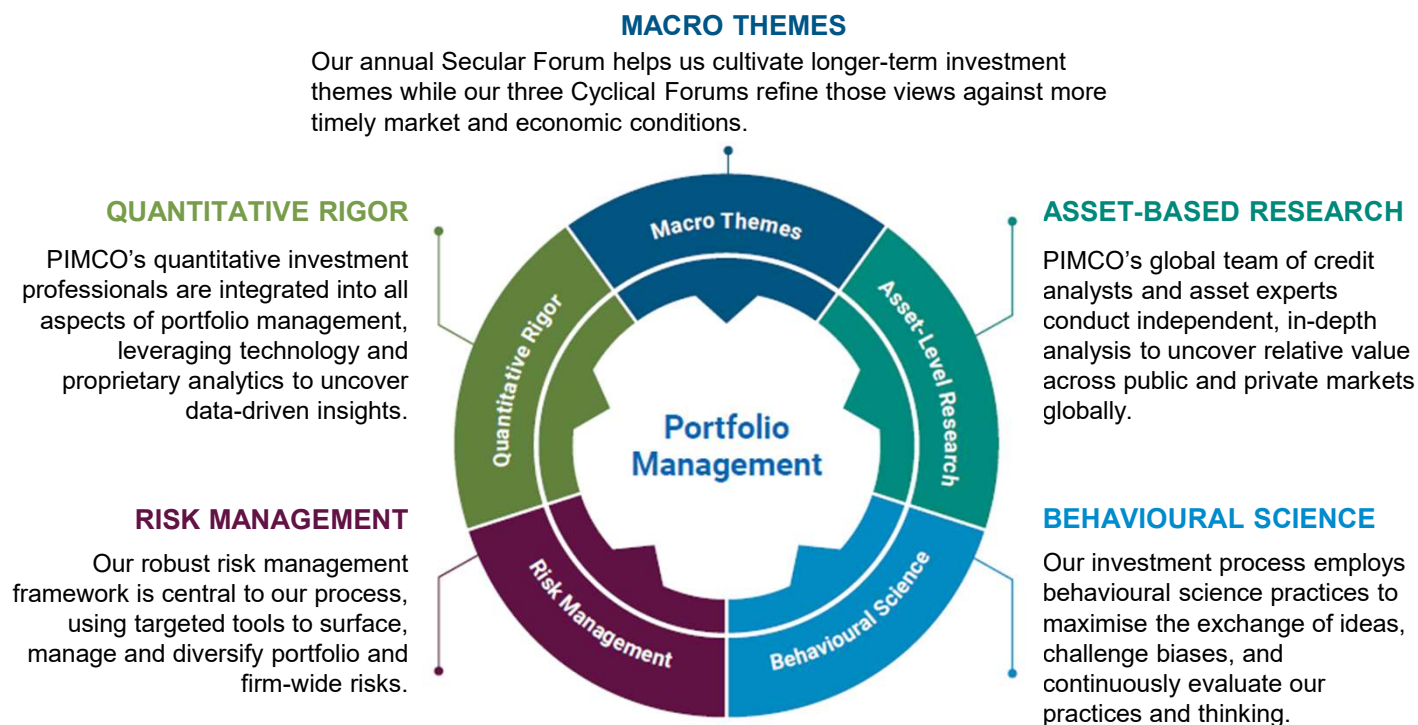 MACRO THEMES
Our annual Secular Forum helps us cultivate longer-term investment
themes while our three Cyclical Forums refine those views against more
timely market and economic conditions.
QUANTITATIVE RIGOR
PIMCO’s quantitative investment
professionals are integrated into all
aspects of portfolio management,
leveraging technology and
proprietary analytics to uncover
data-driven insights.
ASSET-BASED RESEARCH
PIMCO’s global team of credit
analysts and asset experts
conduct independent, in-depth
analysis to uncover relative value
across public and private markets
globally.
Macro Themes
Quantitative Rigor
Asset-Level Research
Portfolio
Management
Risk Management
Behavioural Science
RISK MANAGEMENT
Our robust risk management
framework is central to our process,
using targeted tools to surface,
manage and diversify portfolio and
firm-wide risks.
BEHAVIOURAL SCIENCE
Our investment process employs
behavioural science practices to
maximise the exchange of ideas,
challenge biases, and
continuously evaluate our
practices and thinking.